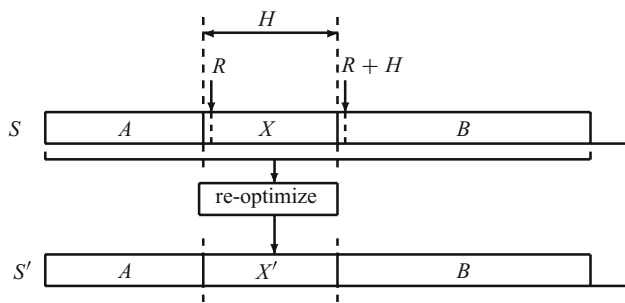 H
R R + H
S A X B
re-optimize
S′ A X′ B